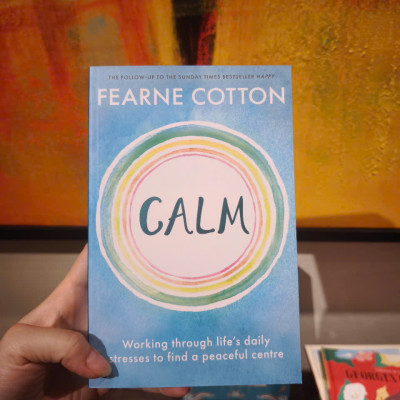 THE FOLLOW-UP TO THE SUNDAY TIMES BESTSELLER HAPPY
FEARNE COTTON
CALM
Working through life's daily
stresses to find a peaceful centre